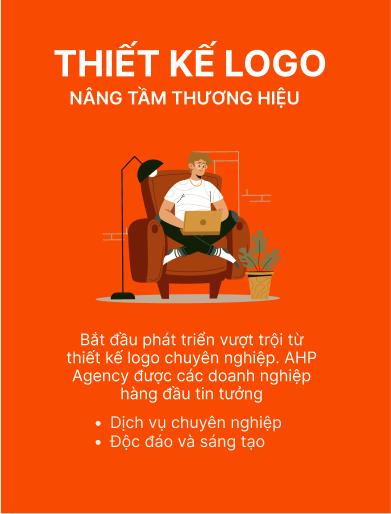 THIẾT KẾ LOGO
NÂNG TẦM THƯƠNG HIỆU
Bắt đầu phát triển vượt trội từ
thiết kế logo chuyên nghiệp. AHP
Agency được các doanh nghiệp
hàng đầu tin tưởng
• Dịch vụ chuyên nghiệp
• Độc đáo và sáng tạo